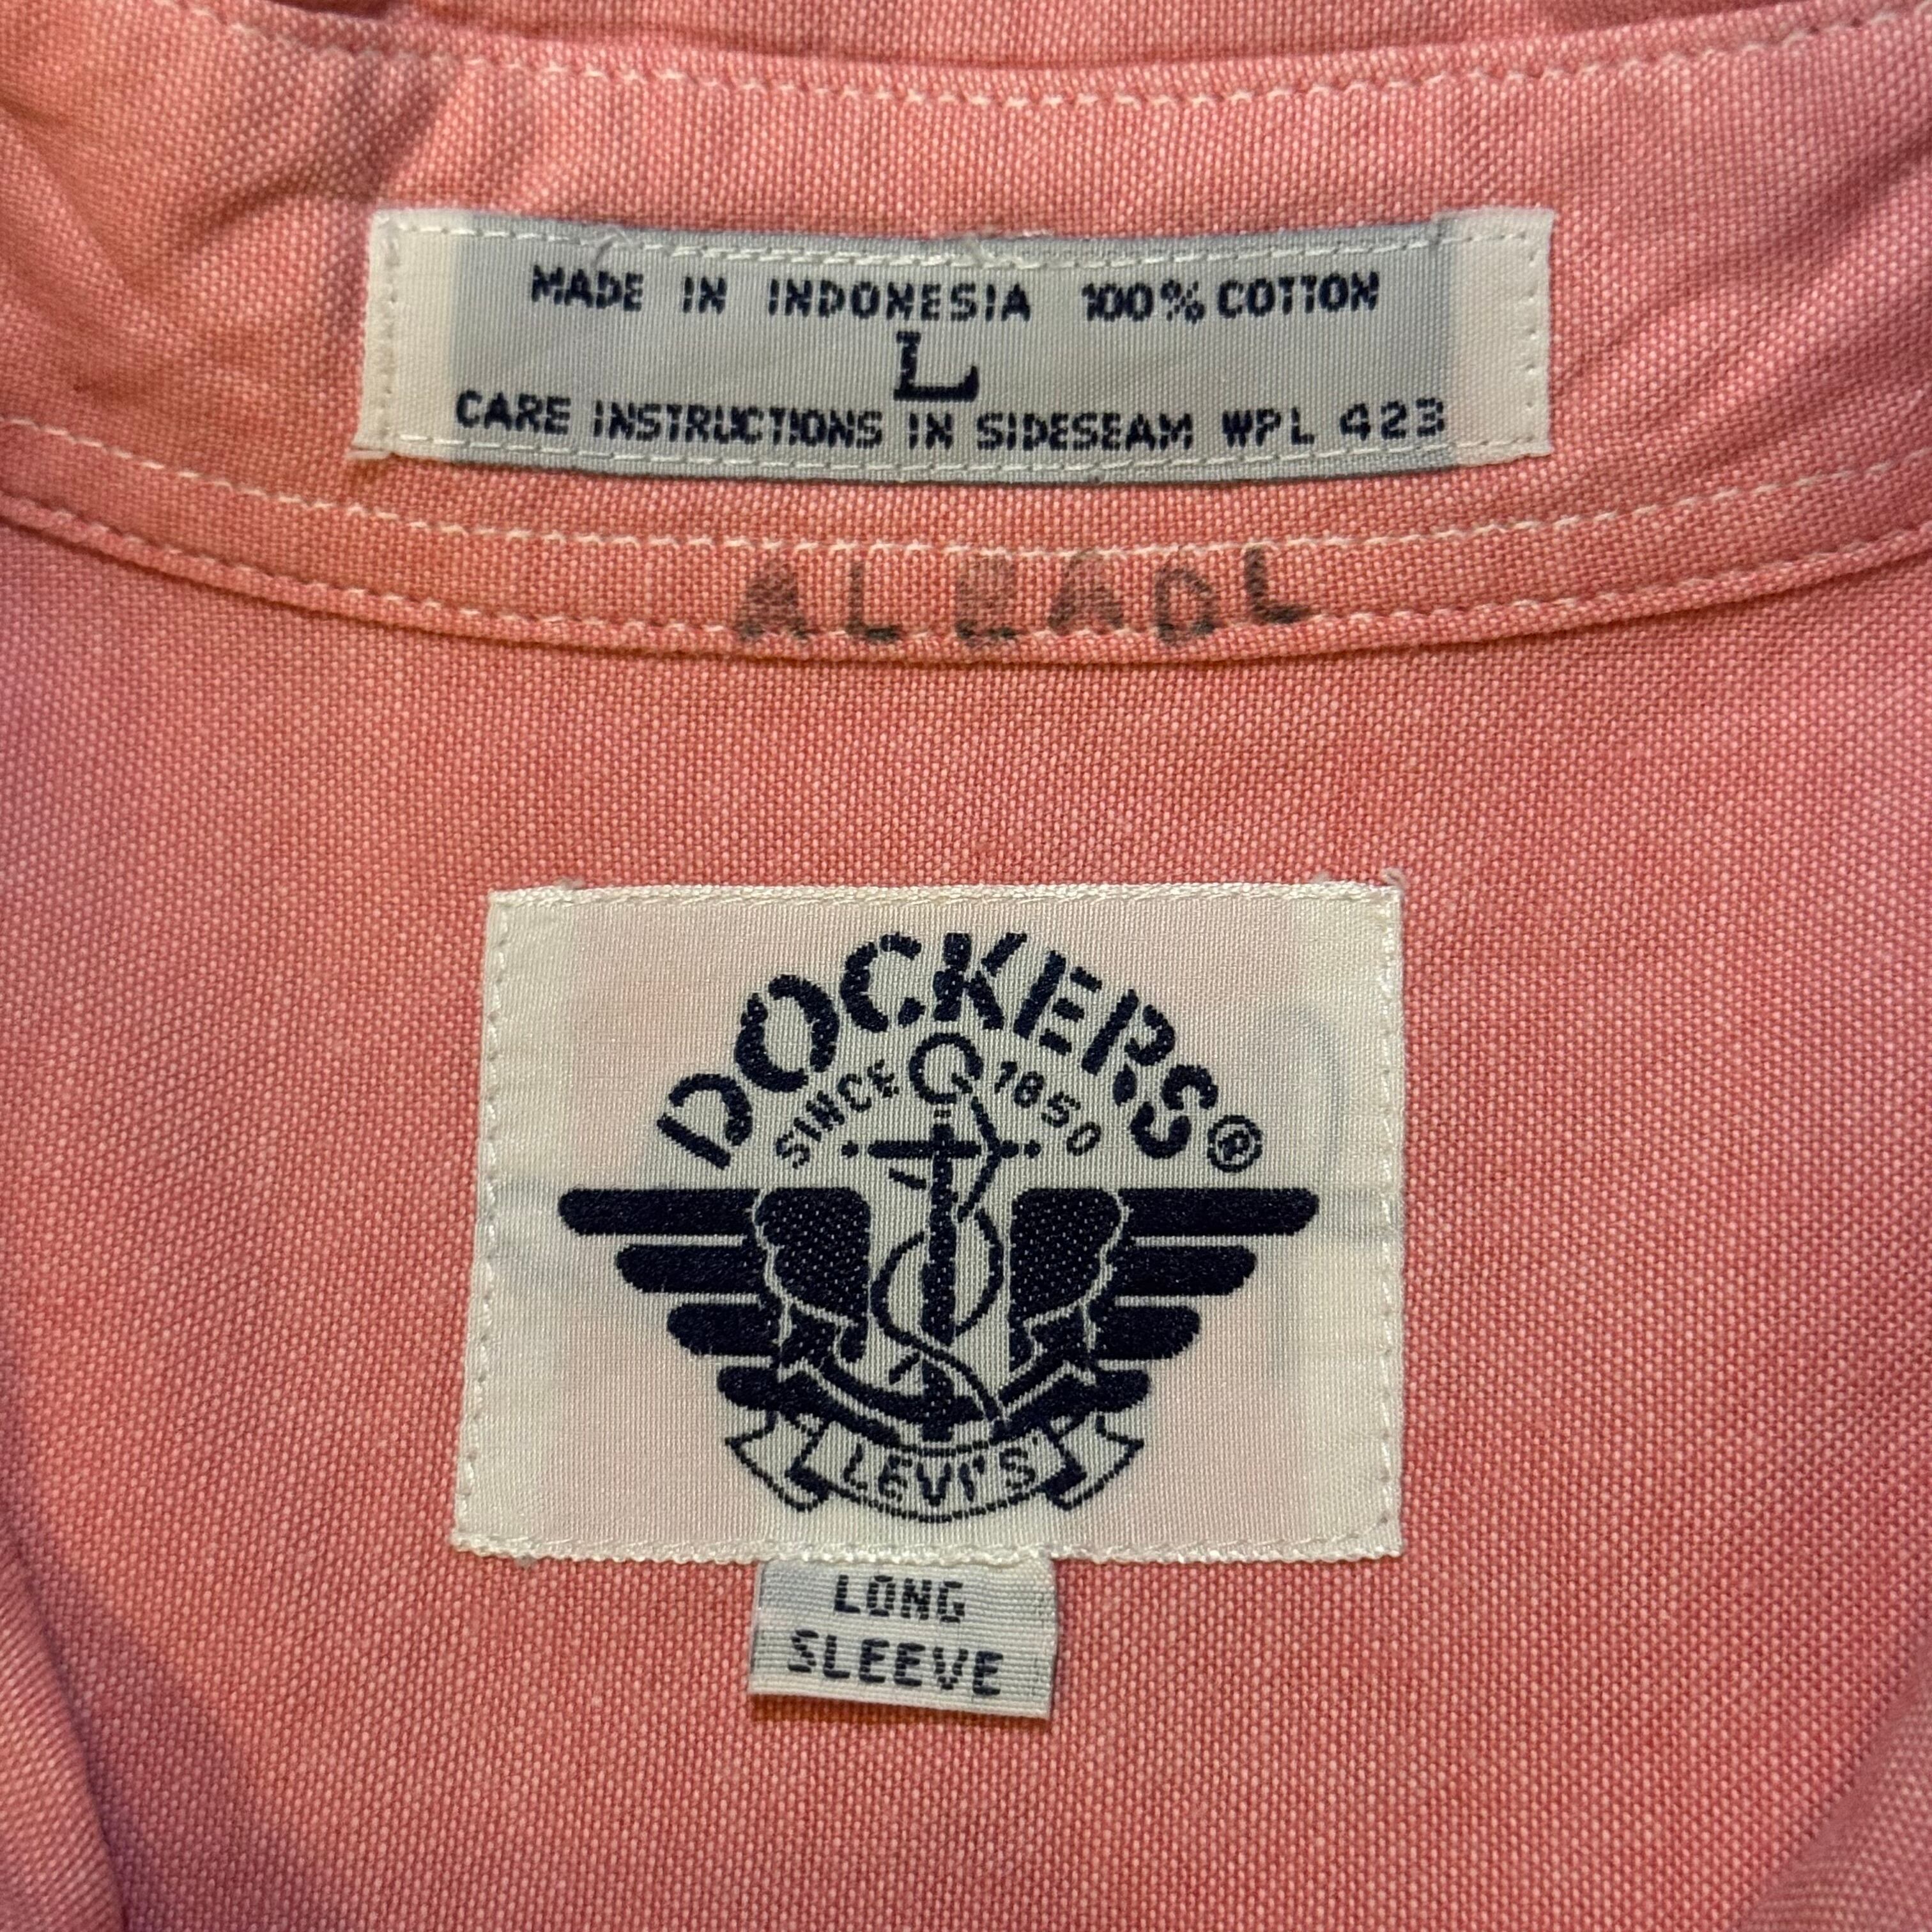 MADE IN INDONESIA 100% COTTON
L
CARE INSTRUCTIONS IN SIDESEAM WPL 423
DOCKERS®
SINCE 1850
LEVI'S
LONG
SLEEVE